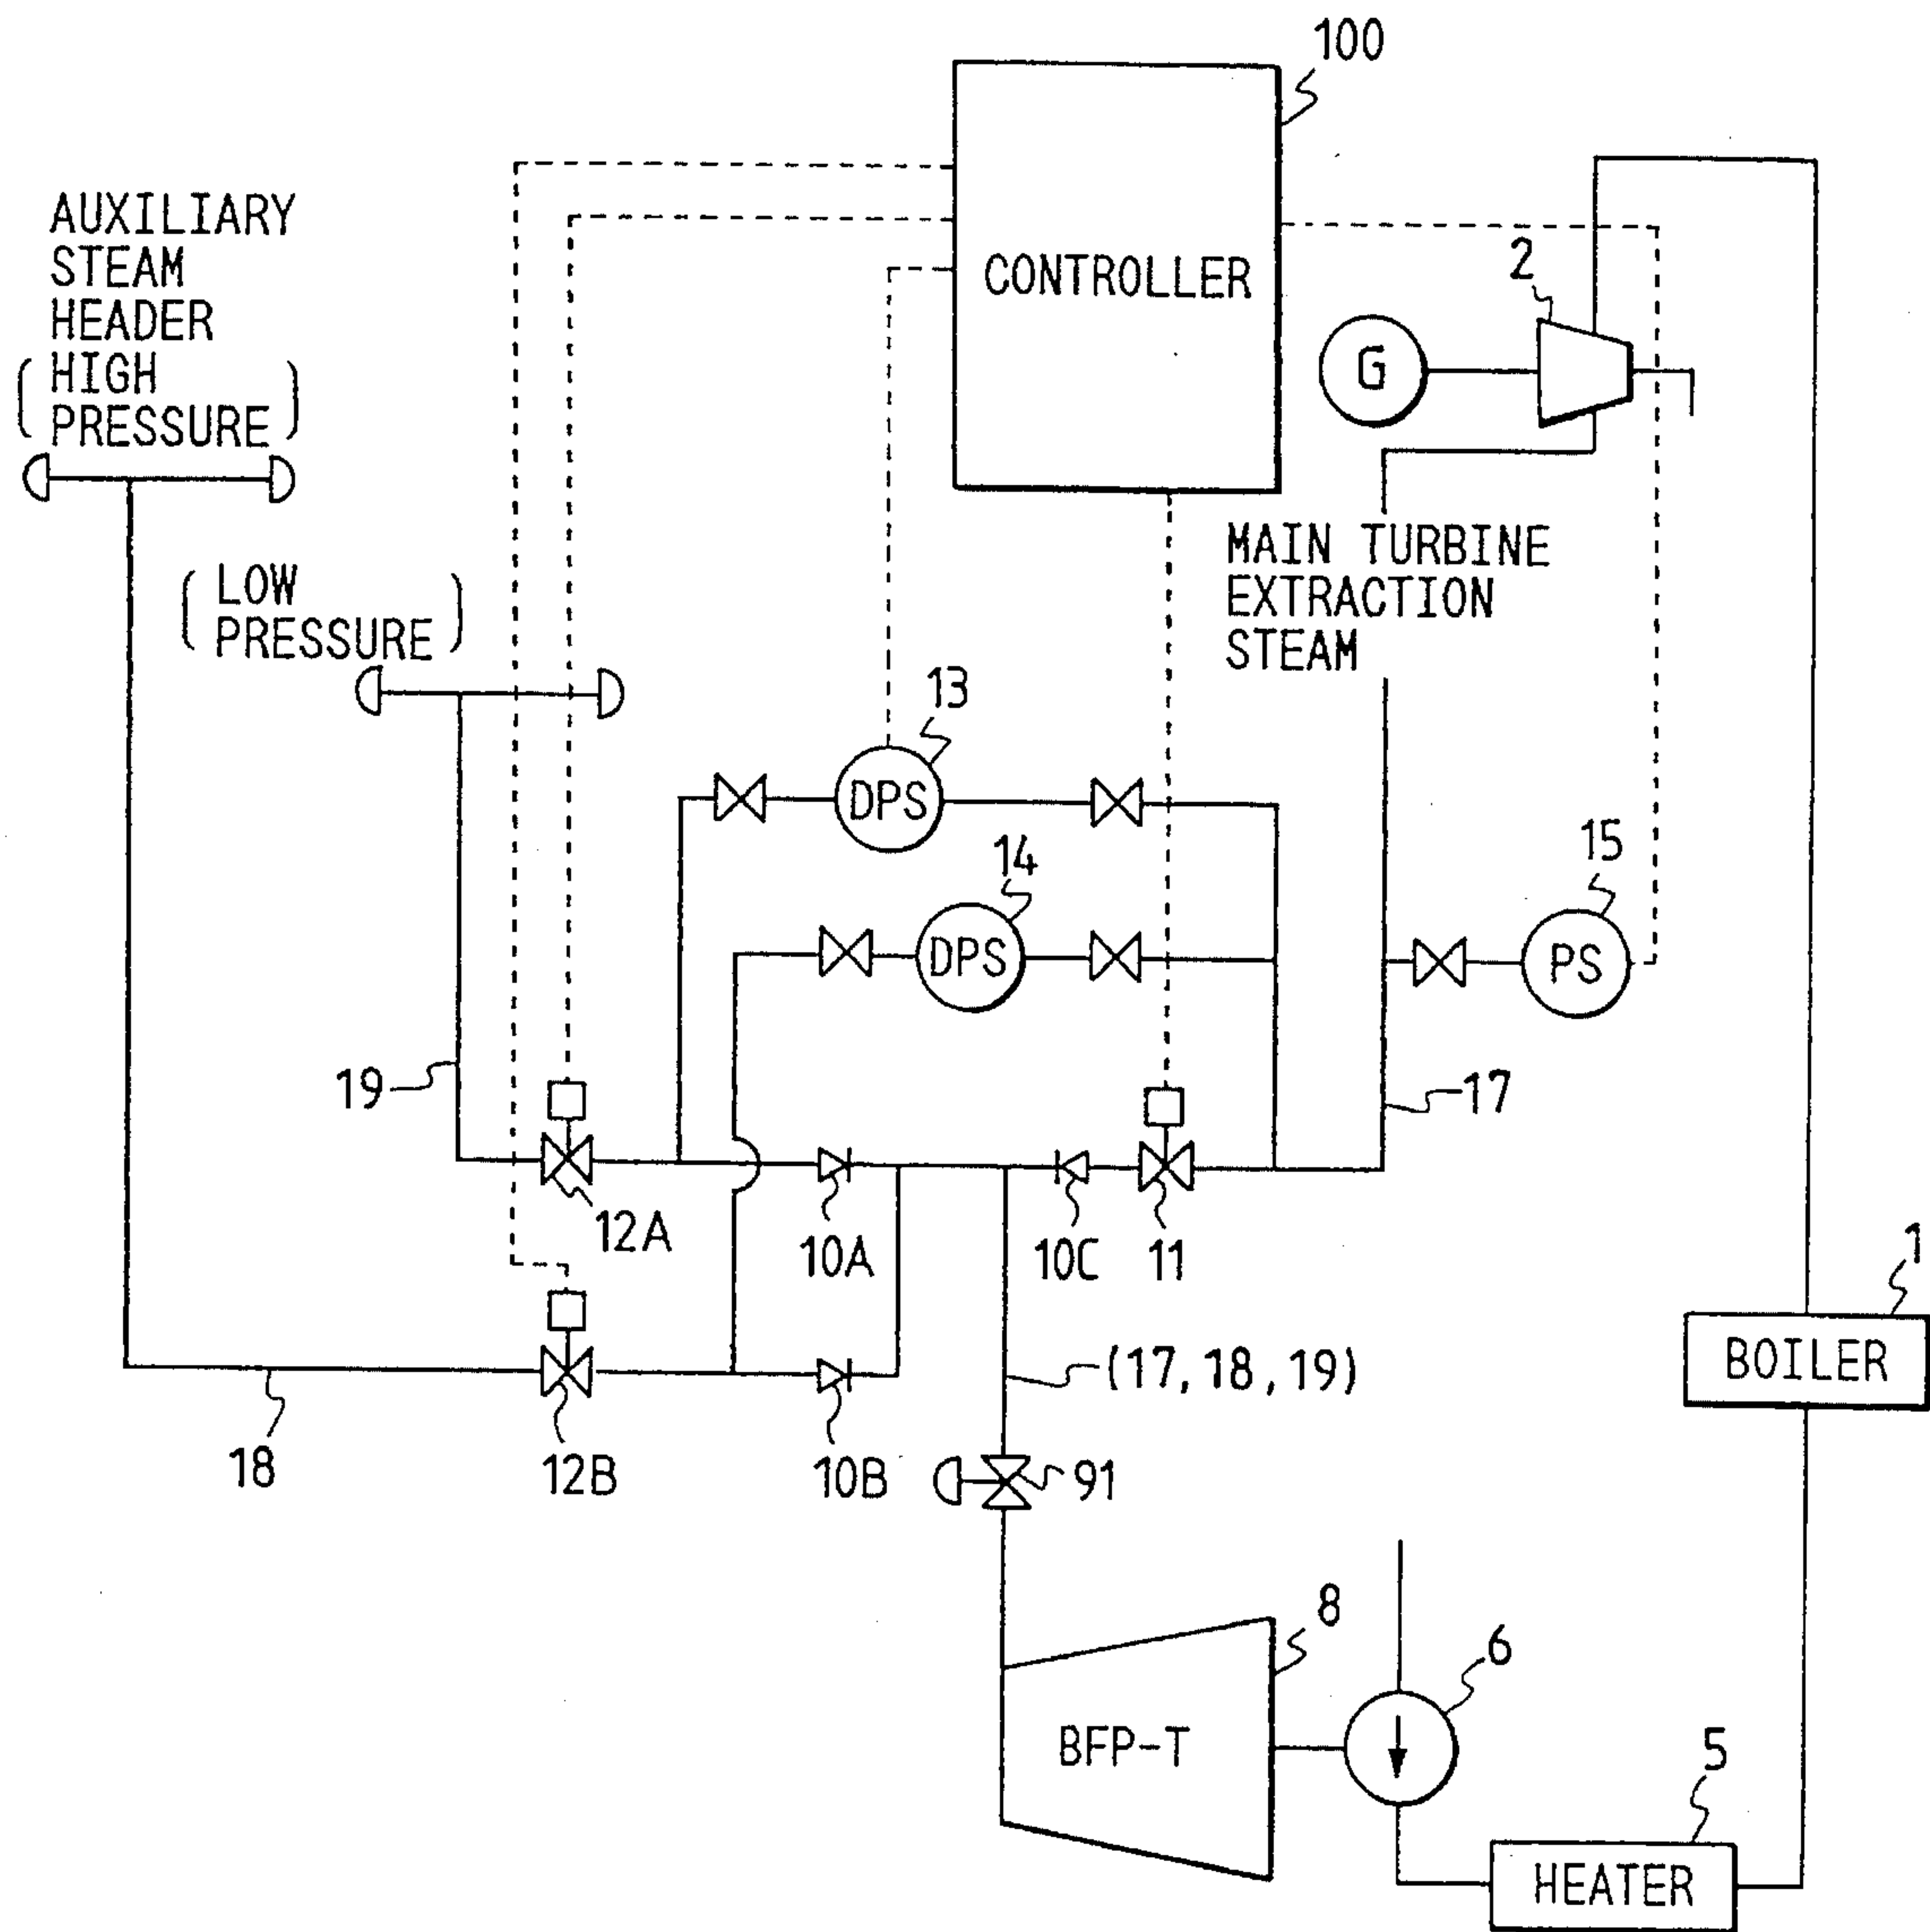 100
AUXILIARY
STEAM
HEADER
( HIGH
PRESSURE )
CONTROLLER
2
G
( LOW
PRESSURE )
MAIN TURBINE
EXTRACTION
STEAM
13
DPS
14
DPS
15
PS
19
17
12A
10A
10C
11
1
BOILER
(17, 18, 19)
18
12B
10B
91
8
6
BFP-T
5
HEATER